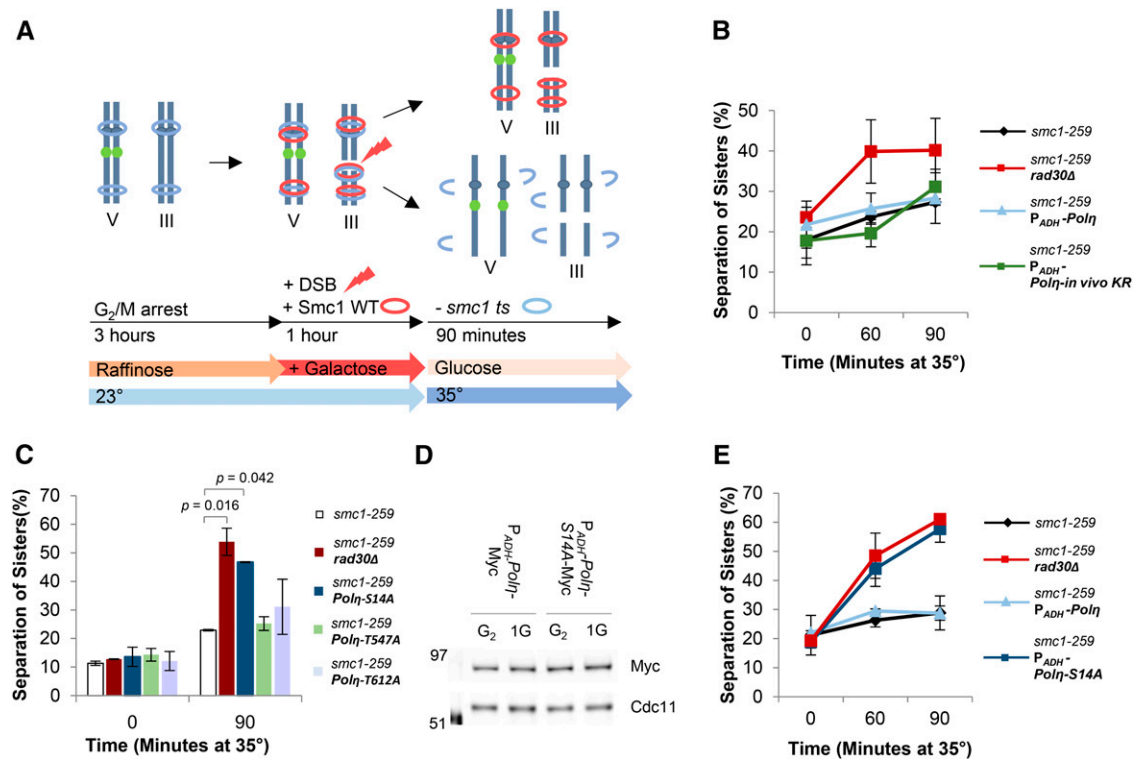 A
V
III
V
III
V
III
V
III
+ DSB
G2/M arrest
+ Smc1 WT
- smc1 ts
3 hours
1 hour
90 minutes
Raffinose
+ Galactose
Glucose
23°
35°
B
Separation of Sisters (%)
70
60
50
40
30
20
10
0
0
60
90
Time (Minutes at 35°)
smc1-259
smc1-259
rad30Δ
smc1-259
PADH-Polη
smc1-259
PADH-
Polη-in vivo KR
C
Separation of Sisters(%)
70
60
50
40
30
20
10
0
p = 0.042
p = 0.016
0
90
Time (Minutes at 35°)
smc1-259
smc1-259
rad30Δ
smc1-259
Polη-S14A
smc1-259
Polη-T547A
smc1-259
Polη-T612A
D
PADH-Polη-
Myc
PADH-Polη-
S14A-Myc
G2
1G
G2
1G
97
Myc
Cdc11
51
E
Separation of Sisters (%)
70
60
50
40
30
20
10
0
0
60
90
Time (Minutes at 35°)
smc1-259
smc1-259
rad30Δ
smc1-259
PADH-Polη
smc1-259
PADH-
Polη-S14A